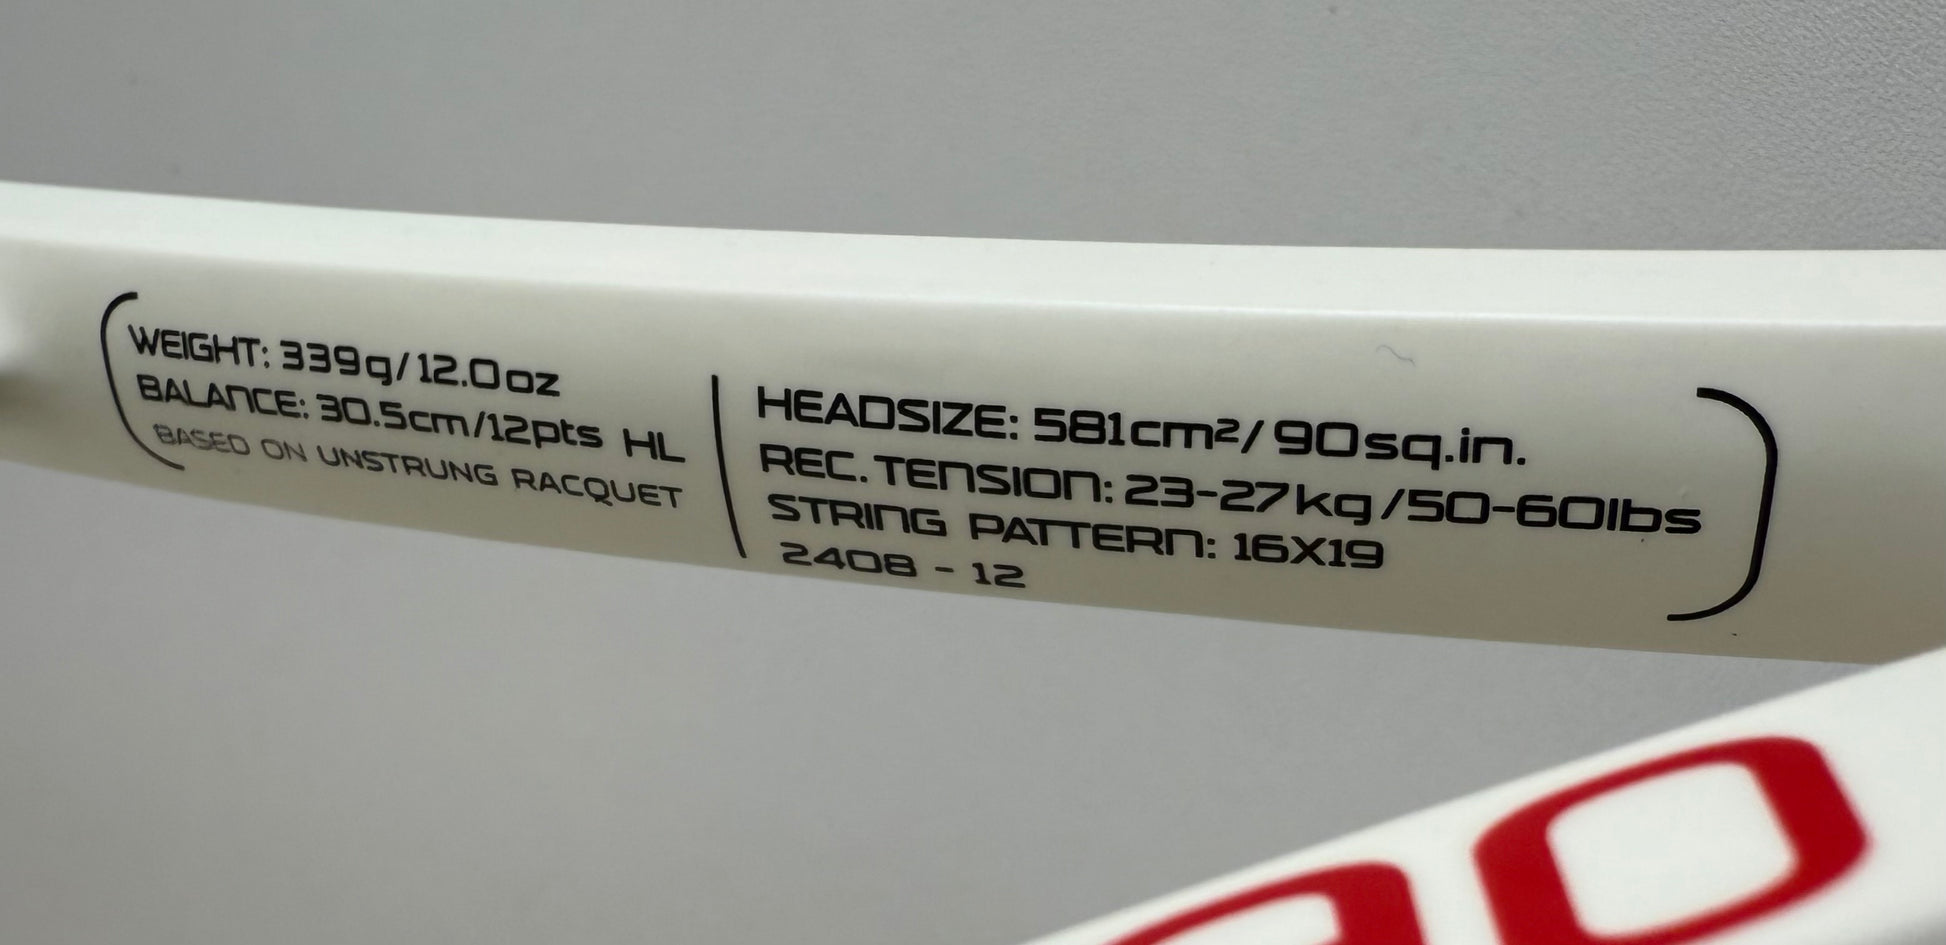 WEIGHT: 339g/12.0oz
BALANCE: 30.5cm/12pts HL
BASED ON UNSTRUNG RACQUET
HEADSIZE: 581cm²/90sq.in.
REC. TENSION: 23-27kg/50-60lbs
STRING PATTERN: 16X19
2408 - 12